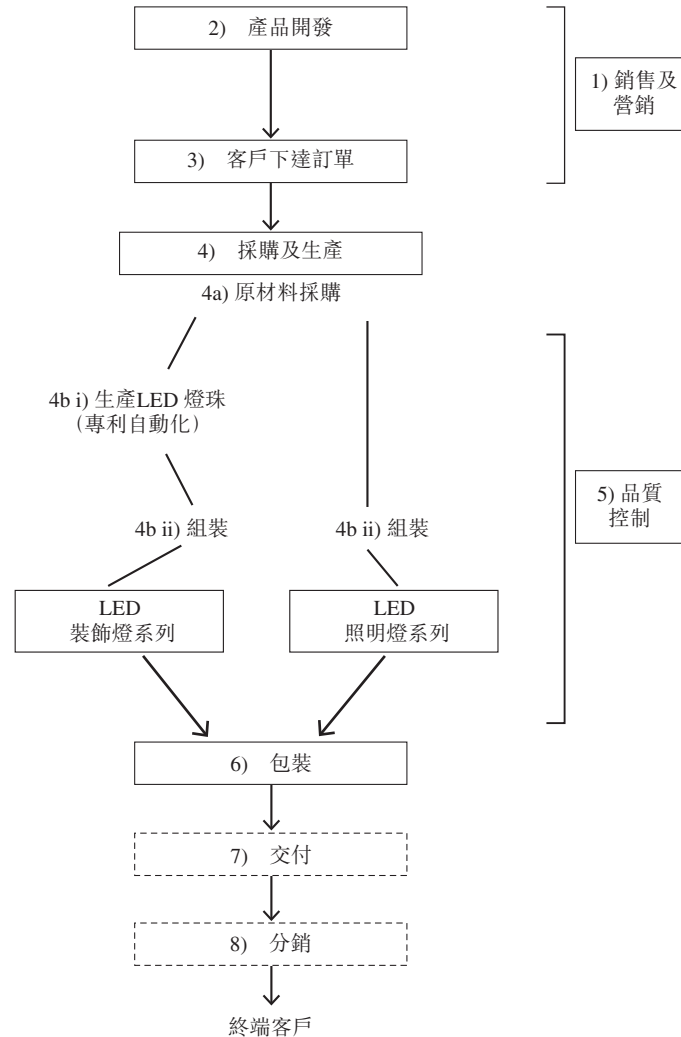 2) 產品開發
1) 銷售及
營銷
3) 客戶下達訂單
4) 採購及生產
4a) 原材料採購
4b i) 生產LED 燈珠
(專利自動化)
5) 品質
控制
4b ii) 組裝
4b ii) 組裝
LED
裝飾燈系列
LED
照明燈系列
6) 包裝
7) 交付
8) 分銷
終端客戶